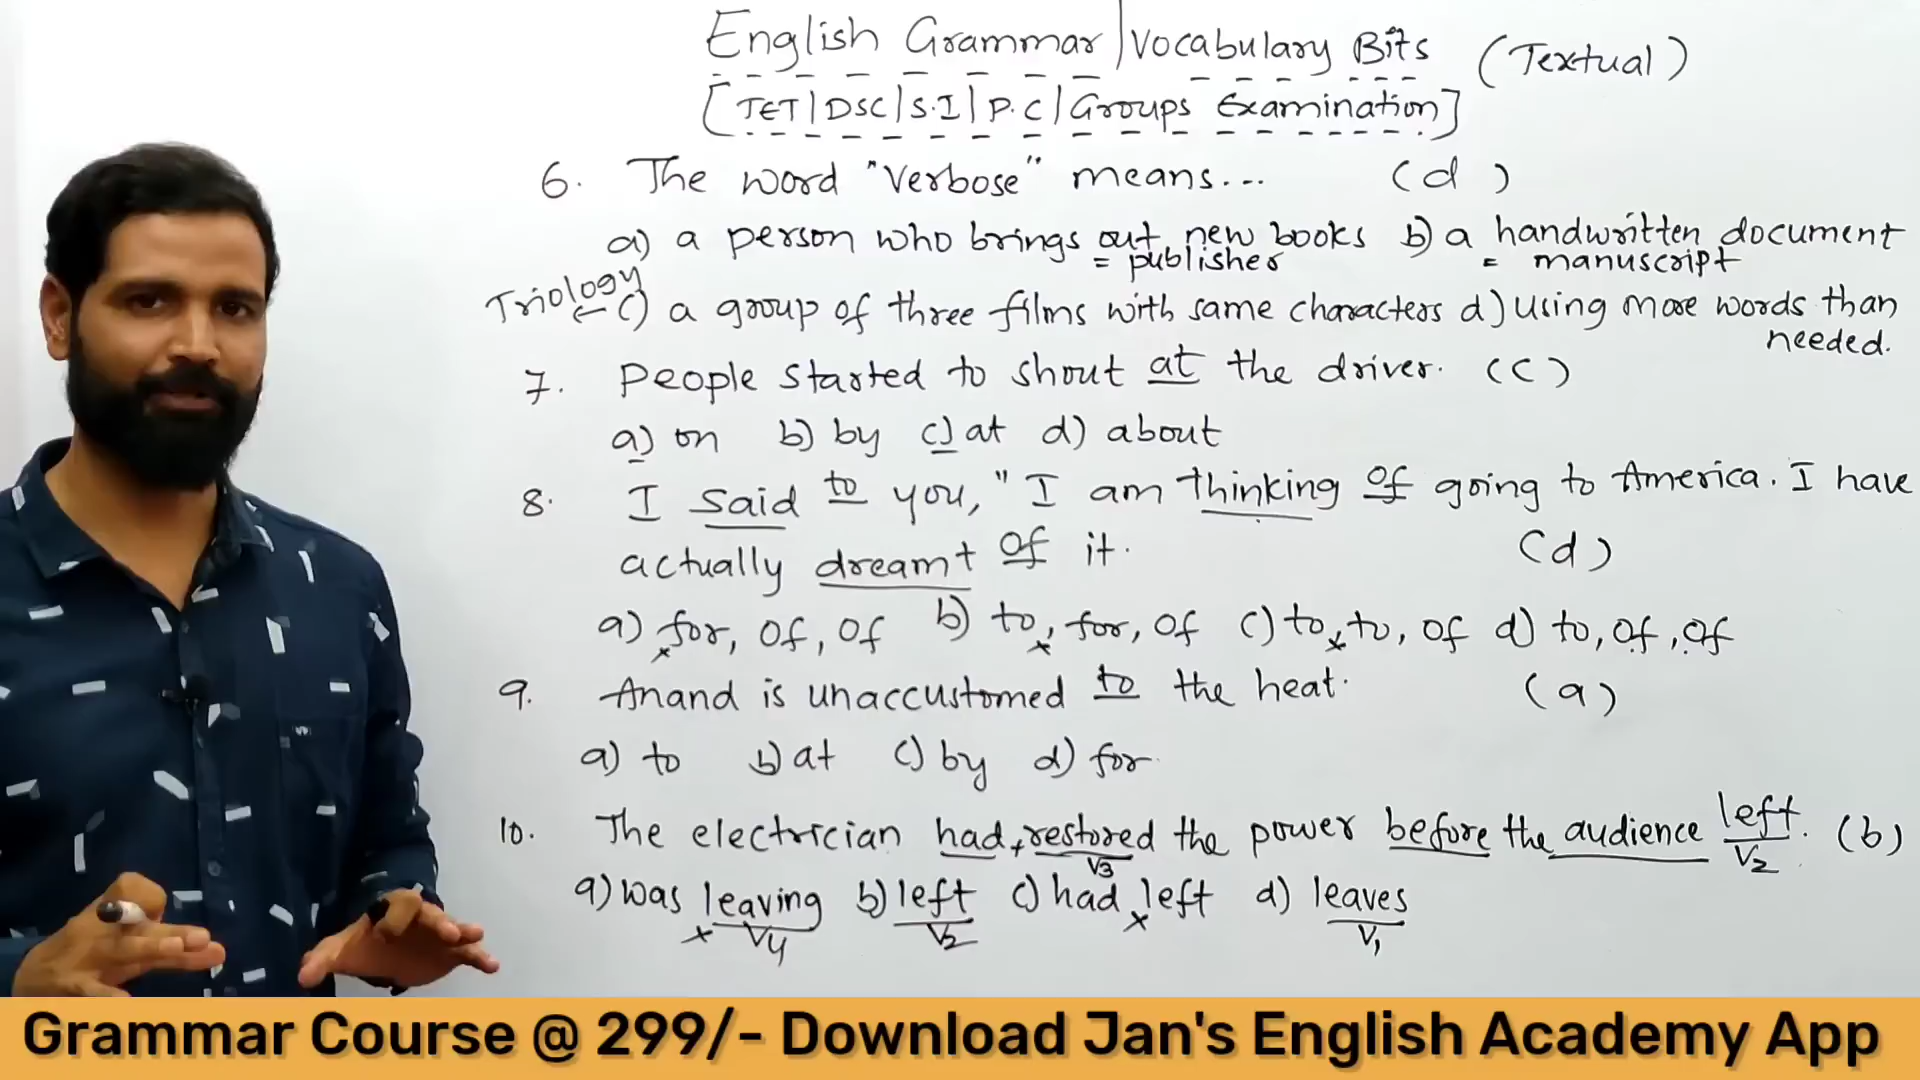 English Grammar | Vocabulary Bits (Textual)
[TET | DSC | S.I | P.C | Groups Examination]
6. The word "Verbose" means... (d)
a) a person who brings out new books b) a handwritten document
= publisher = manuscript
Triology
c) a group of three films with same characters d) Using more words than
needed.
7. People started to shout at the driver. (c)
a) on b) by c) at d) about
8. I said to you, "I am thinking of going to America. I have
actually dreamt of it. (d)
a) for, of, of b) to, for, of c) to, to, of d) to, of, of
9. Anand is unaccustomed to the heat. (a)
a) to b) at c) by d) for
10. The electrician had + restored the power before the audience left. (b)
V3 V2
a) was leaving b) left c) had left d) leaves
x V4 V2 x V1
Grammar Course @ 299/- Download Jan's English Academy App